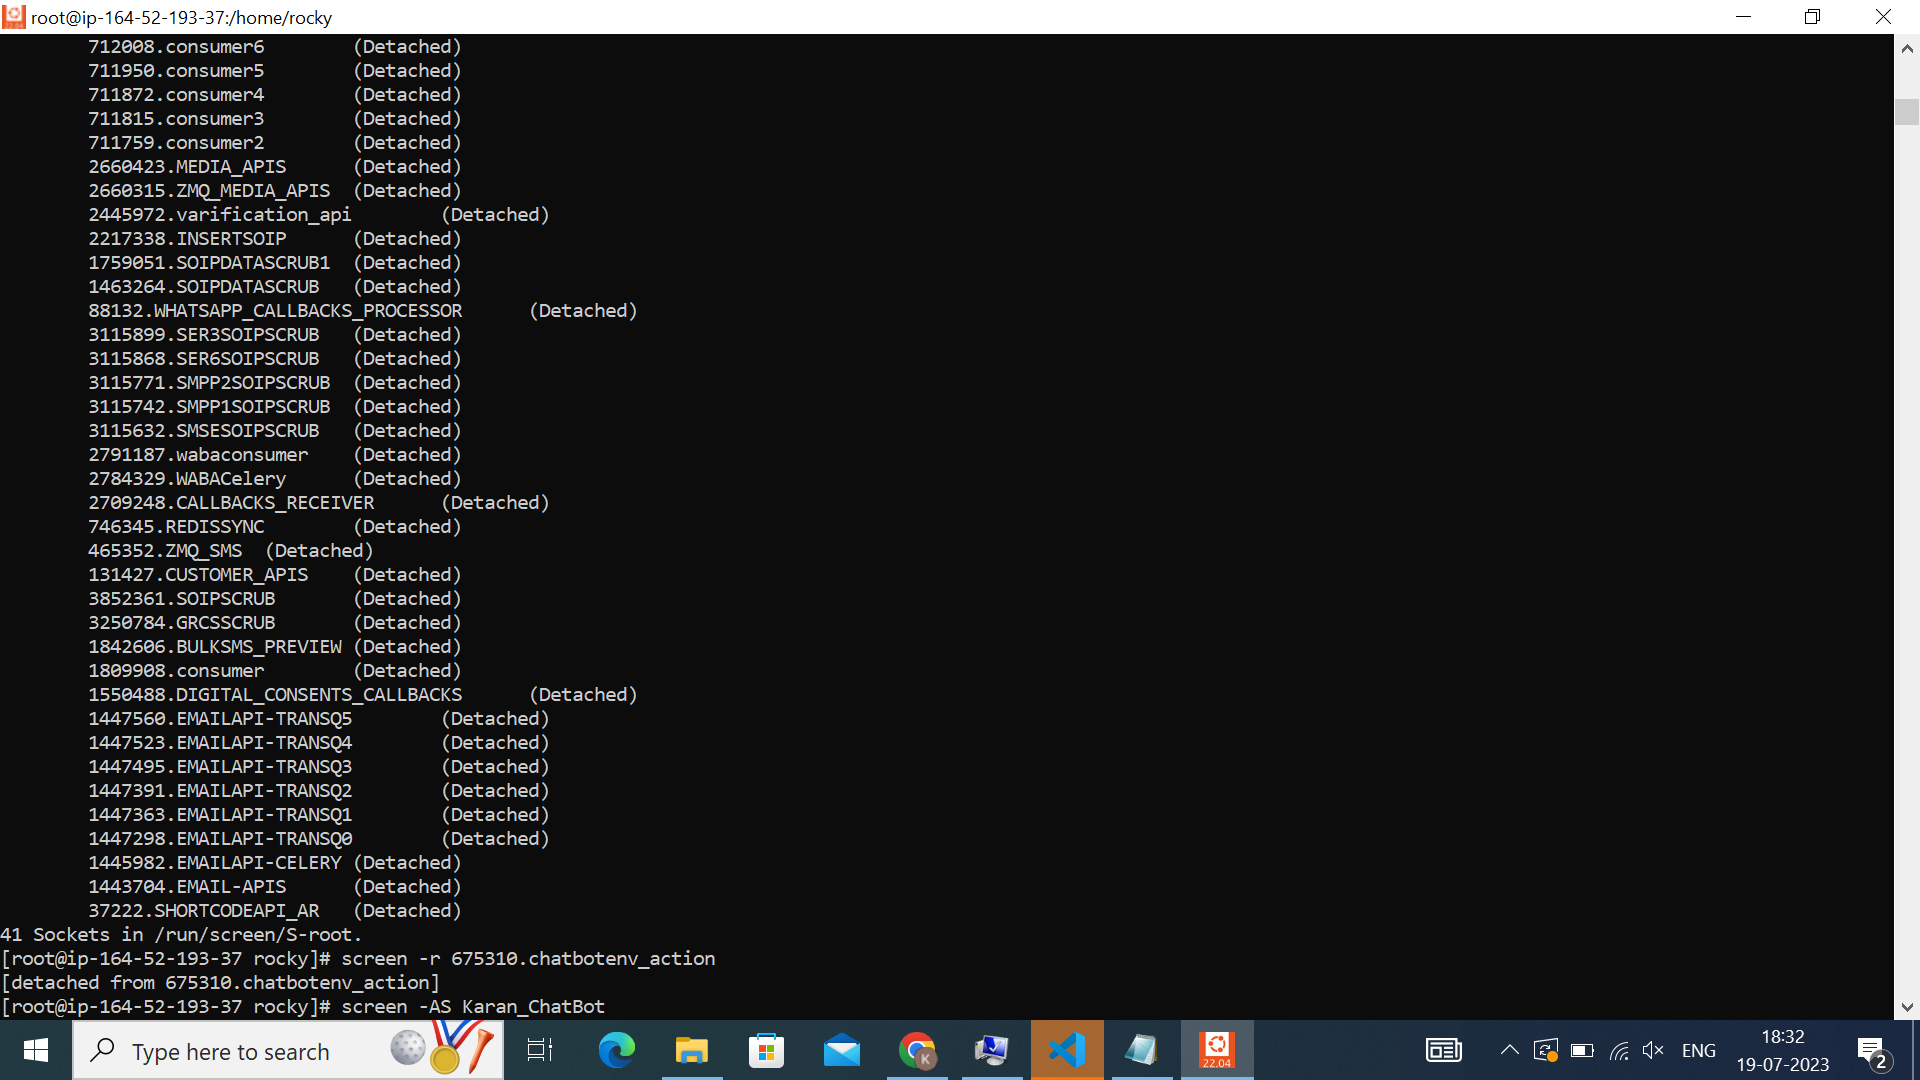 root@ip-164-52-193-37:/home/rocky
712008.consumer6 (Detached)
711950.consumer5 (Detached)
711872.consumer4 (Detached)
711815.consumer3 (Detached)
711759.consumer2 (Detached)
2660423.MEDIA_APIS (Detached)
2660315.ZMQ_MEDIA_APIS (Detached)
2445972.varification_api (Detached)
2217338.INSERTSOIP (Detached)
1759051.SOIPDATASCRUB1 (Detached)
1463264.SOIPDATASCRUB (Detached)
88132.WHATSAPP_CALLBACKS_PROCESSOR (Detached)
3115899.SER3SOIPSCRUB (Detached)
3115868.SER6SOIPSCRUB (Detached)
3115771.SMPP2SOIPSCRUB (Detached)
3115742.SMPP1SOIPSCRUB (Detached)
3115632.SMSESOIPSCRUB (Detached)
2791187.wabaconsumer (Detached)
2784329.WABACelery (Detached)
2709248.CALLBACKS_RECEIVER (Detached)
746345.REDISSYNC (Detached)
465352.ZMQ_SMS (Detached)
131427.CUSTOMER_APIS (Detached)
3852361.SOIPSCRUB (Detached)
3250784.GRCSSCRUB (Detached)
1842606.BULKSMS_PREVIEW (Detached)
1809908.consumer (Detached)
1550488.DIGITAL_CONSENTS_CALLBACKS (Detached)
1447560.EMAILAPI-TRANSQ5 (Detached)
1447523.EMAILAPI-TRANSQ4 (Detached)
1447495.EMAILAPI-TRANSQ3 (Detached)
1447391.EMAILAPI-TRANSQ2 (Detached)
1447363.EMAILAPI-TRANSQ1 (Detached)
1447298.EMAILAPI-TRANSQ0 (Detached)
1445982.EMAILAPI-CELERY (Detached)
1443704.EMAIL-APIS (Detached)
37222.SHORTCODEAPI_AR (Detached)
41 Sockets in /run/screen/S-root.
[root@ip-164-52-193-37 rocky]# screen -r 675310.chatbotenv_action
[detached from 675310.chatbotenv_action]
[root@ip-164-52-193-37 rocky]# screen -AS Karan_ChatBot
Type here to search
K
22.04
ENG
18:32
19-07-2023
2